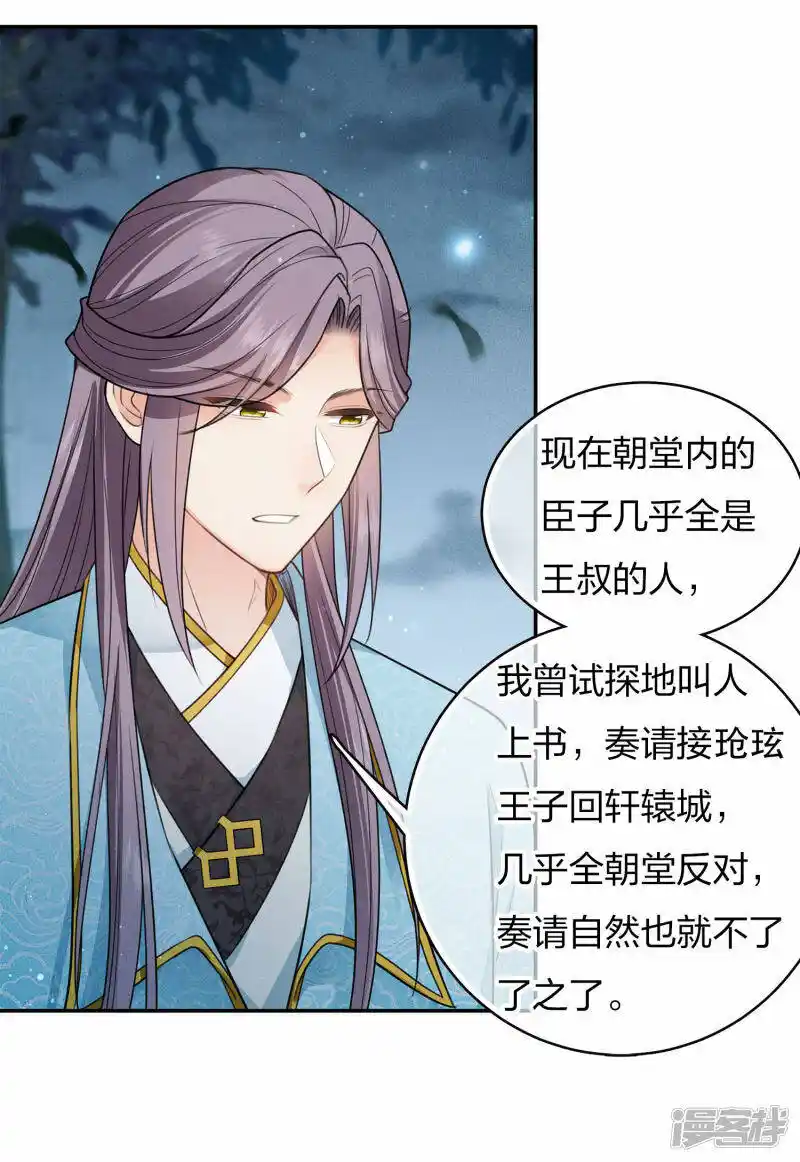 现在朝堂内的
臣子几乎全是
王叔的人，
我曾试探地叫人
上书，奏请接玱玹
王子回轩辕城，
几乎全朝堂反对，
奏请自然也就不了
了之了。
漫客栈